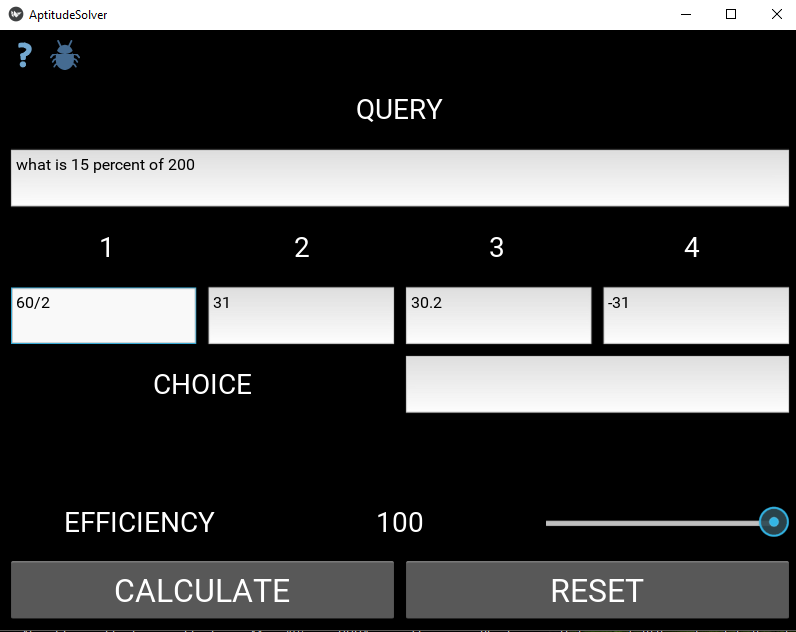 AptitudeSolver
?
QUERY
what is 15 percent of 200
1 2 3 4
60/2 31 30.2 -31
CHOICE
EFFICIENCY 100
CALCULATE RESET